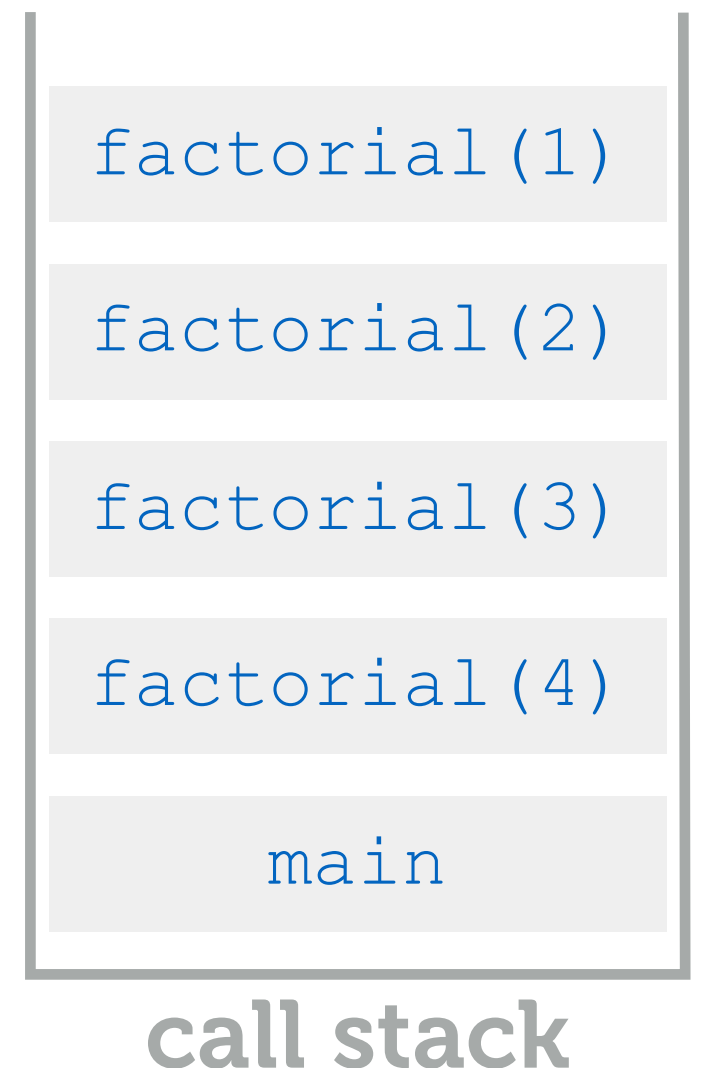 factorial(1)
factorial(2)
factorial(3)
factorial(4)
main
call stack